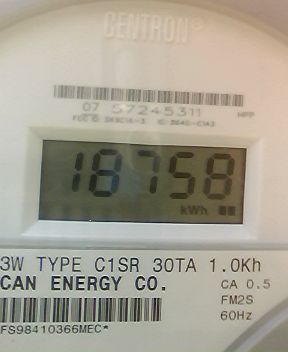 CENTRON®
07 57245311
18758
kWh
3W TYPE C1SR 30TA 1.0Kh
CAN ENERGY CO.
CA 0.5
FM2S
60Hz
FS98410366MEC*